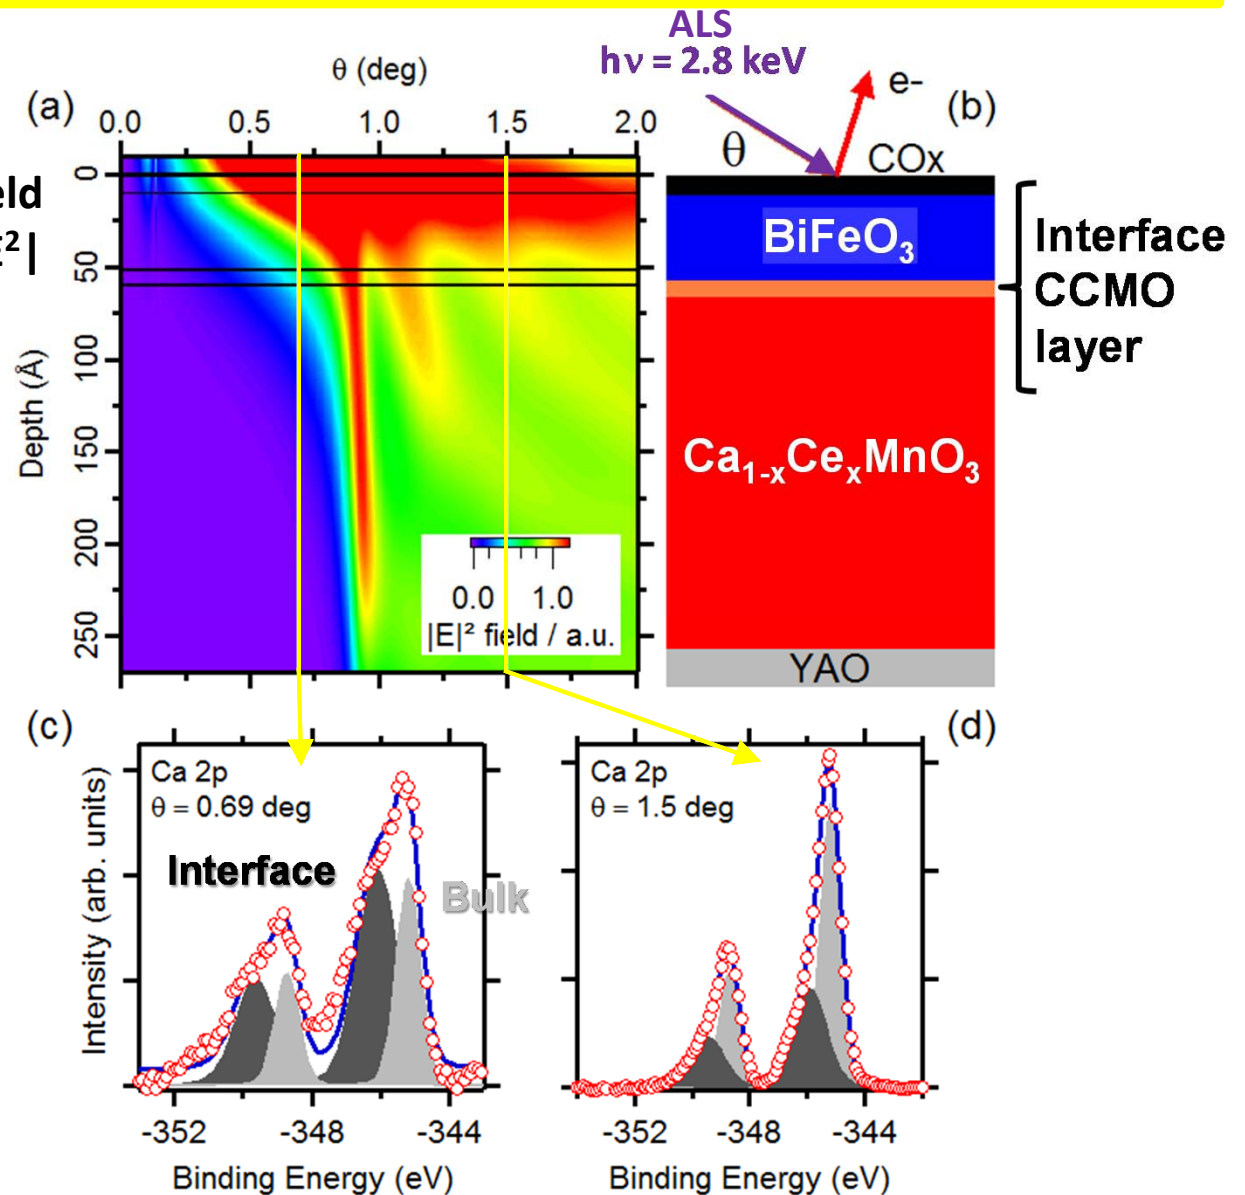 ALS
hν = 2.8 keV
θ (deg)
(a)
0.0 0.5 1.0 1.5 2.0
e-
(b)
θ
COx
0
50
100
150
200
250
Depth (Å)
BiFeO3
Interface
CCMO
layer
Ca1-xCexMnO3
0.0 1.0
|E|² field / a.u.
YAO
(c)
Ca 2p
θ = 0.69 deg
Interface
Bulk
Intensity (arb. units)
-352 -348 -344
Binding Energy (eV)
(d)
Ca 2p
θ = 1.5 deg
-352 -348 -344
Binding Energy (eV)